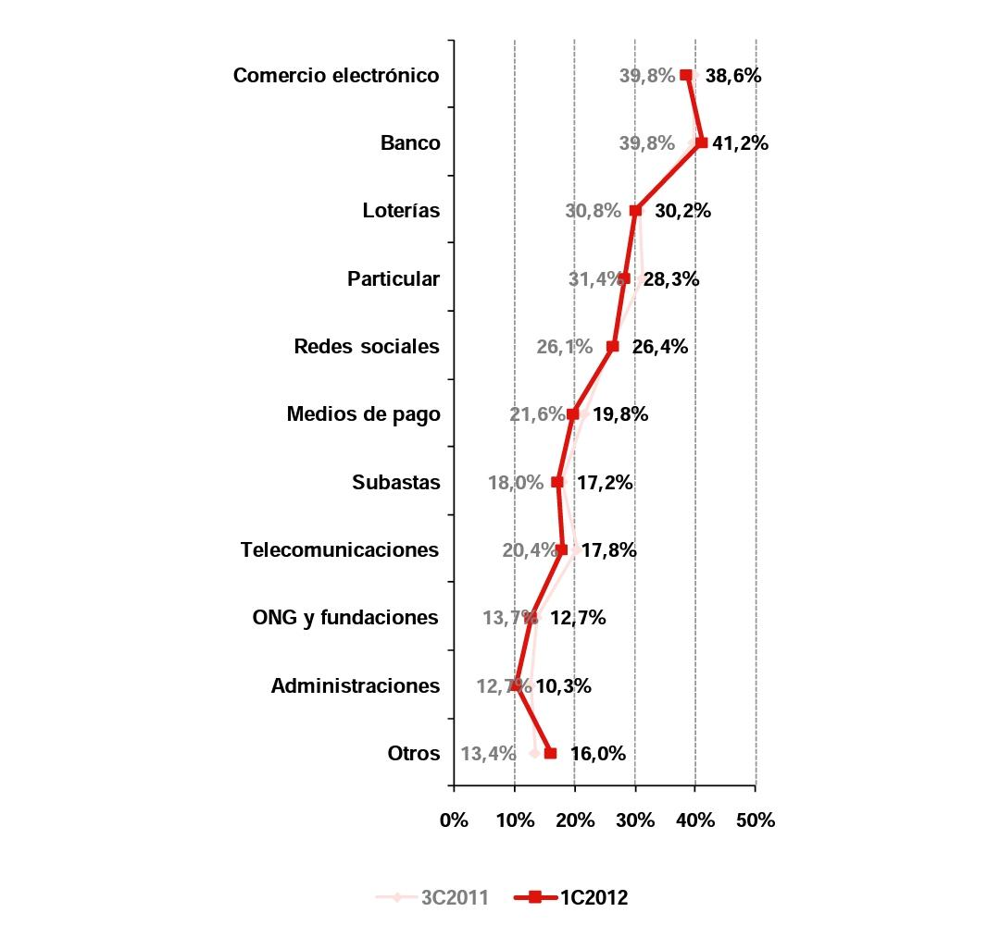 Comercio electrónico 39,8% 38,6%
Banco 39,8% 41,2%
Loterías 30,8% 30,2%
Particular 31,4% 28,3%
Redes sociales 26,1% 26,4%
Medios de pago 21,6% 19,8%
Subastas 18,0% 17,2%
Telecomunicaciones 20,4% 17,8%
ONG y fundaciones 13,7% 12,7%
Administraciones 12,7% 10,3%
Otros 13,4% 16,0%
0% 10% 20% 30% 40% 50%
3C2011 1C2012